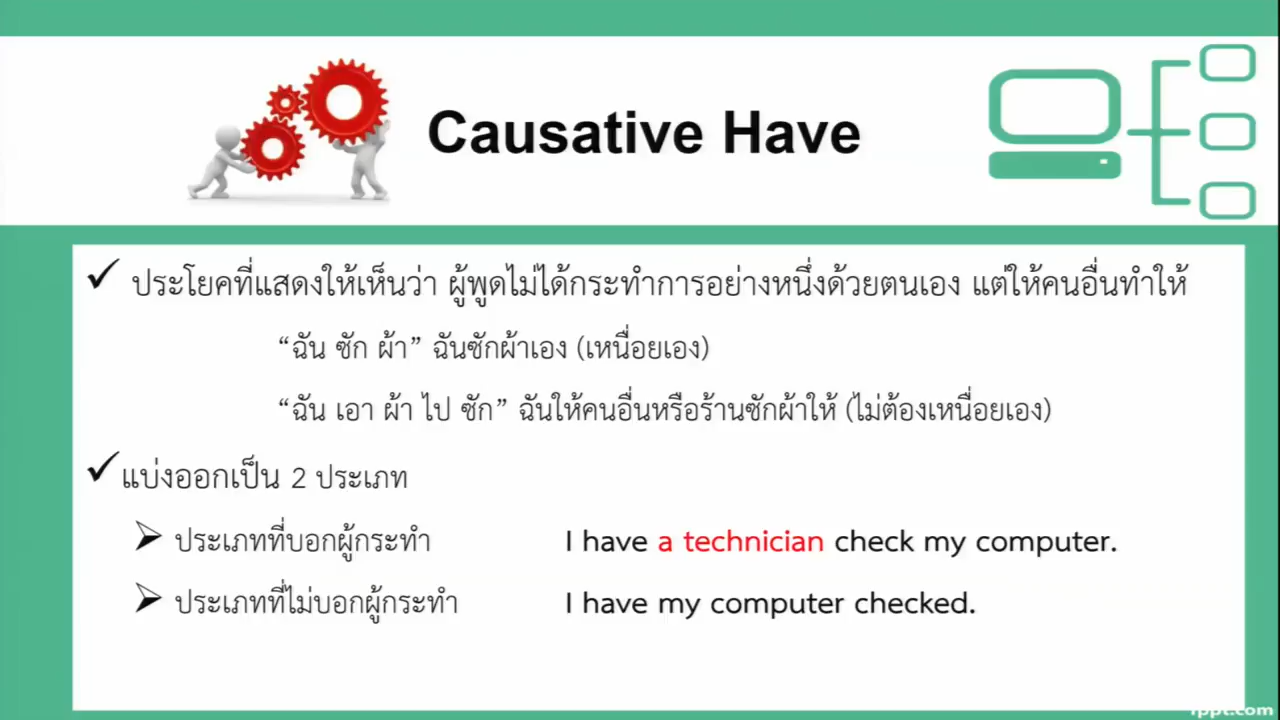 Causative Have
ประโยคที่แสดงให้เห็นว่า ผู้พูดไม่ได้กระทำการอย่างหนึ่งด้วยตนเอง แต่ให้คนอื่นทำให้
“ฉัน ซัก ผ้า” ฉันซักผ้าเอง (เหนื่อยเอง)
“ฉัน เอา ผ้า ไป ซัก” ฉันให้คนอื่นหรือร้านซักผ้าให้ (ไม่ต้องเหนื่อยเอง)
แบ่งออกเป็น 2 ประเภท
ประเภทที่บอกผู้กระทำ I have a technician check my computer.
ประเภทที่ไม่บอกผู้กระทำ I have my computer checked.
fppt.com